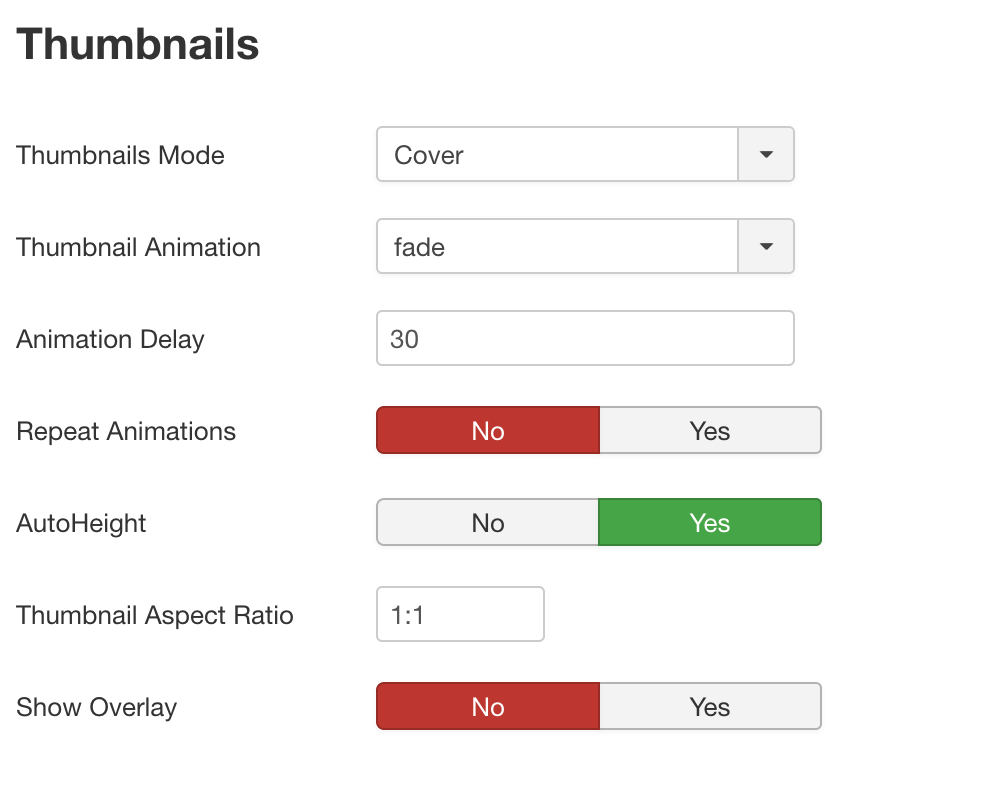 Thumbnails
Thumbnails Mode Cover
Thumbnail Animation fade
Animation Delay 30
Repeat Animations No Yes
AutoHeight No Yes
Thumbnail Aspect Ratio 1:1
Show Overlay No Yes